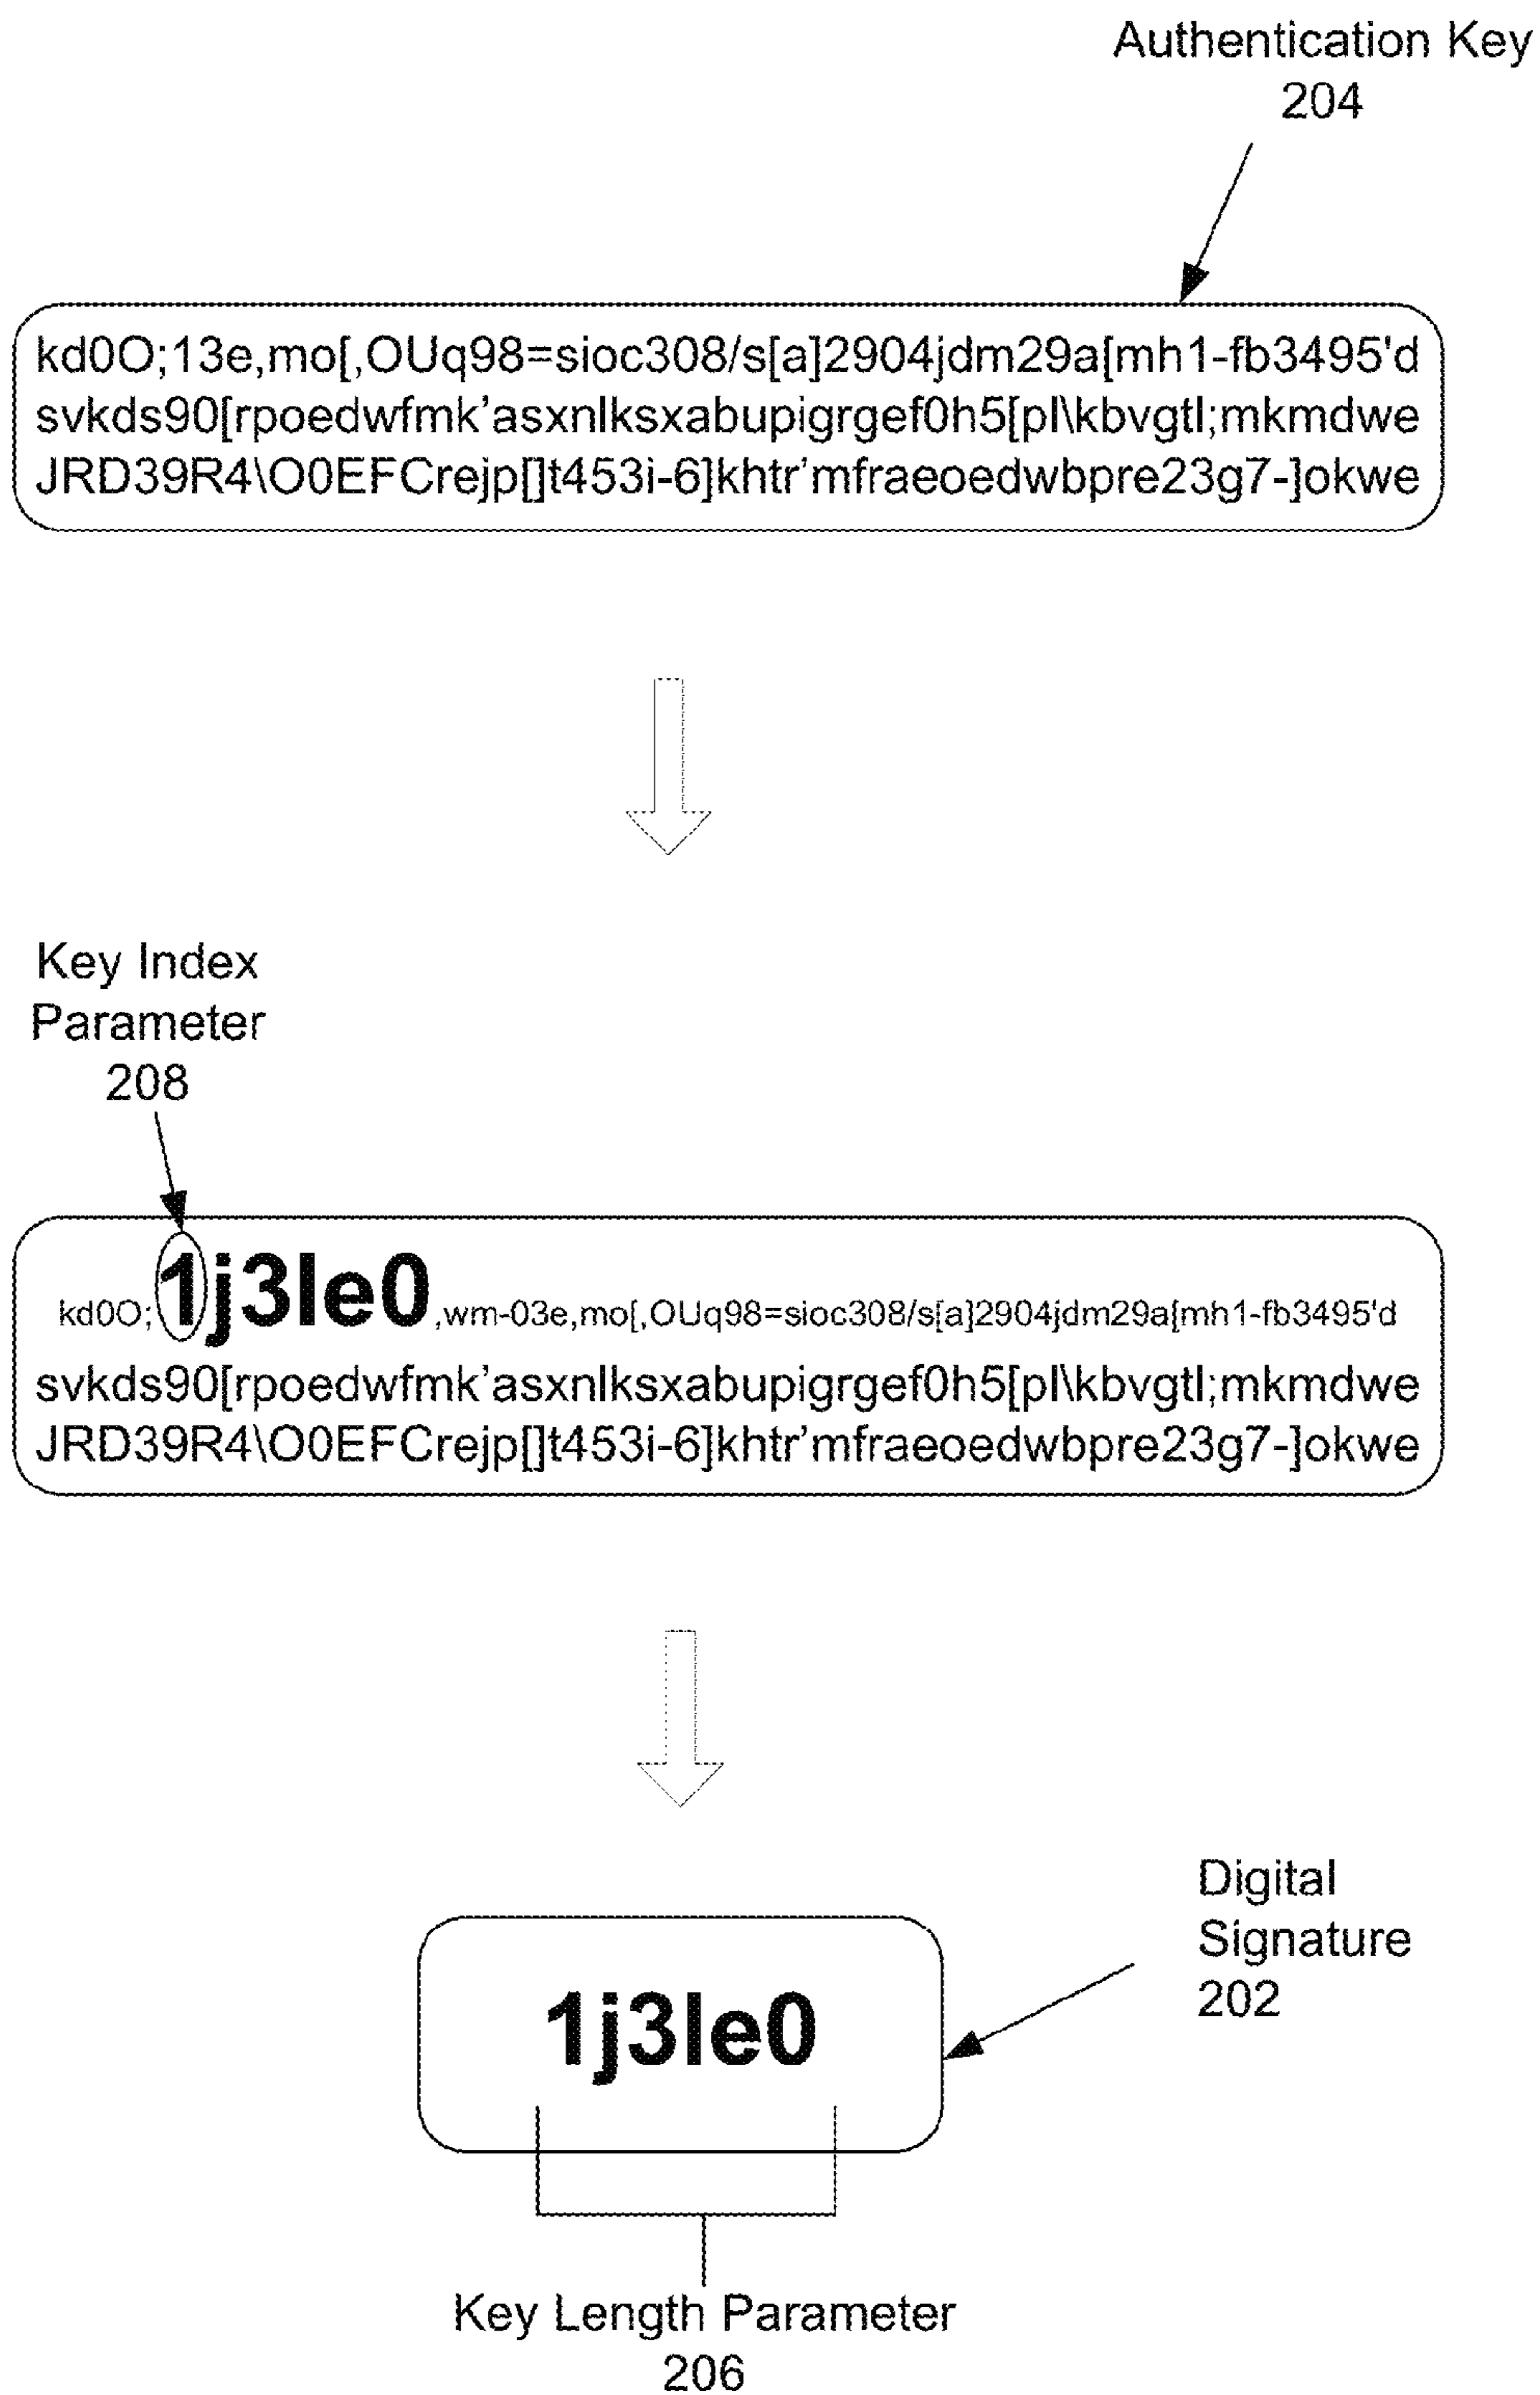 Authentication Key
204
kd0O;13e,mo[,OUq98=sioc308/s[a]2904jdm29a[mh1-fb3495'd
svkds90[rpoedwfmk’asxnlksxabupigrgef0h5[pl\kbvgtl;mkmdwe
JRD39R4\O0EFCrejp[]t453i-6]khtr’mfraeoedwbpre23g7-]okwe
Key Index
Parameter
208
kd0O;1j3le0,wm-03e,mo[,OUq98=sioc308/s[a]2904jdm29a[mh1-fb3495'd
svkds90[rpoedwfmk’asxnlksxabupigrgef0h5[pl\kbvgtl;mkmdwe
JRD39R4\O0EFCrejp[]t453i-6]khtr’mfraeoedwbpre23g7-]okwe
Digital
Signature
202
1j3le0
Key Length Parameter
206